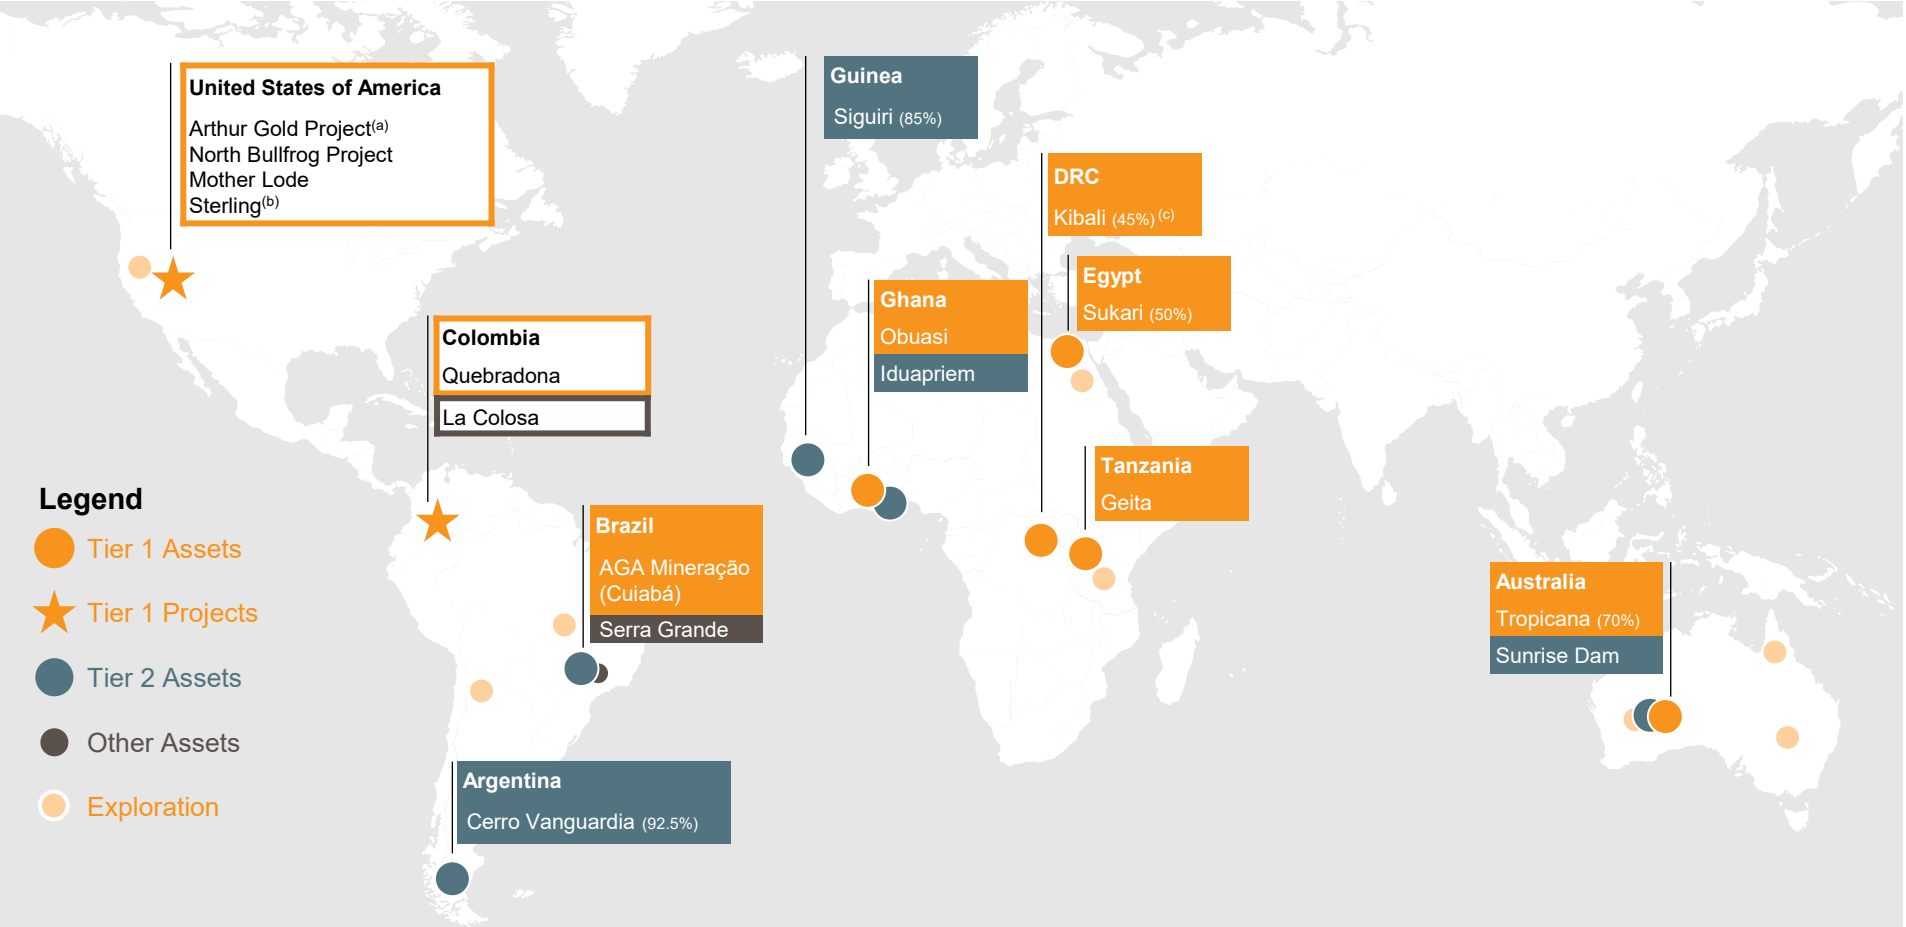 United States of America
Arthur Gold Project(a)
North Bullfrog Project
Mother Lode
Sterling(b)
Colombia
Quebradona
La Colosa
Guinea
Siguiri (85%)
DRC
Kibali (45%) (c)
Egypt
Sukari (50%)
Ghana
Obuasi
Iduapriem
Tanzania
Geita
Brazil
AGA Mineração
(Cuiabá)
Serra Grande
Argentina
Cerro Vanguardia (92.5%)
Australia
Tropicana (70%)
Sunrise Dam
Legend
Tier 1 Assets
Tier 1 Projects
Tier 2 Assets
Other Assets
Exploration